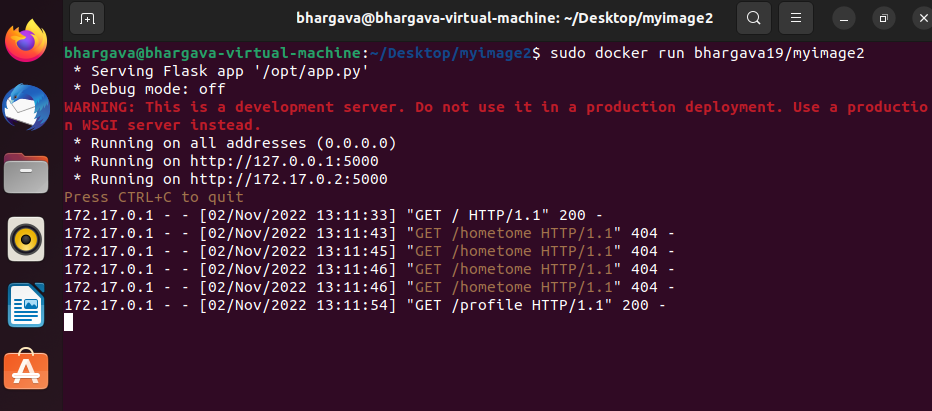 bhargava@bhargava-virtual-machine: ~/Desktop/myimage2
bhargava@bhargava-virtual-machine:~/Desktop/myimage2$ sudo docker run bhargava19/myimage2
 * Serving Flask app '/opt/app.py'
 * Debug mode: off
WARNING: This is a development server. Do not use it in a production deployment. Use a productio
n WSGI server instead.
 * Running on all addresses (0.0.0.0)
 * Running on http://127.0.0.1:5000
 * Running on http://172.17.0.2:5000
Press CTRL+C to quit
172.17.0.1 - - [02/Nov/2022 13:11:33] "GET / HTTP/1.1" 200 -
172.17.0.1 - - [02/Nov/2022 13:11:43] "GET /hometome HTTP/1.1" 404 -
172.17.0.1 - - [02/Nov/2022 13:11:45] "GET /hometome HTTP/1.1" 404 -
172.17.0.1 - - [02/Nov/2022 13:11:46] "GET /hometome HTTP/1.1" 404 -
172.17.0.1 - - [02/Nov/2022 13:11:46] "GET /hometome HTTP/1.1" 404 -
172.17.0.1 - - [02/Nov/2022 13:11:54] "GET /profile HTTP/1.1" 200 -